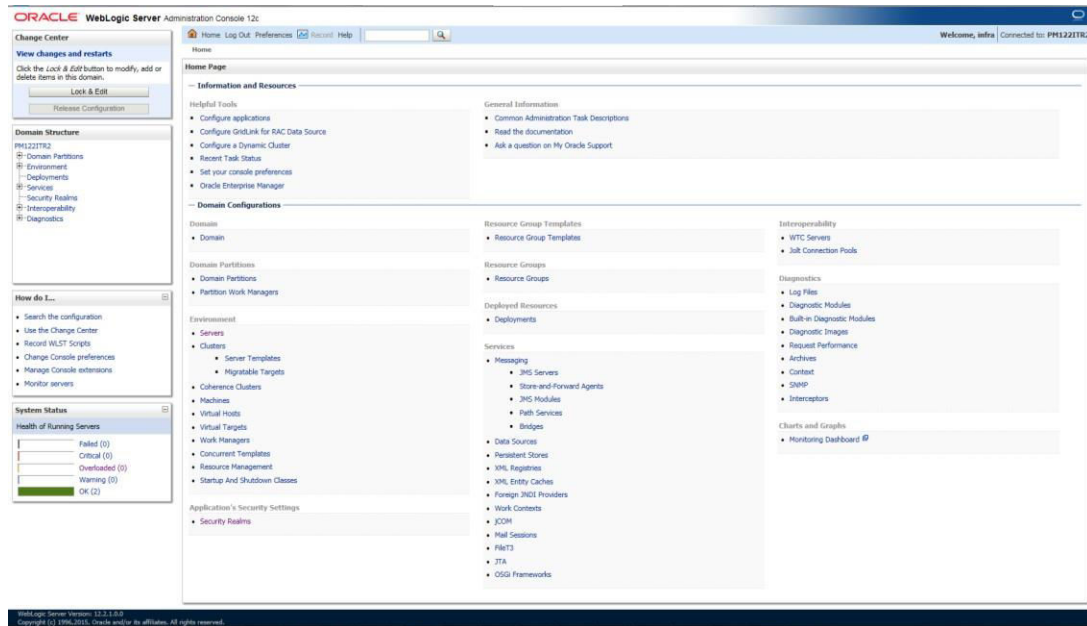 ORACLE WebLogic Server Administration Console 12c
Change Center
View changes and restarts
Click the Lock & Edit button to modify, add or
delete items in this domain.
Lock & Edit
Release Configuration
Domain Structure
PM122ITR2
Domain Partitions
Environment
Deployments
Services
Security Realms
Interoperability
Diagnostics
How do I...
Search the configuration
Use the Change Center
Record WLST Scripts
Change Console preferences
Manage Console extensions
Monitor servers
System Status
Health of Running Servers
Failed (0)
Critical (0)
Overloaded (0)
Warning (0)
OK (2)
Home Log Out Preferences Record Help
Welcome, infra Connected to: PM122ITR2
Home
Home Page
Information and Resources
Helpful Tools
Configure applications
Configure GridLink for RAC Data Source
Configure a Dynamic Cluster
Recent Task Status
Set your console preferences
Oracle Enterprise Manager
General Information
Common Administration Task Descriptions
Read the documentation
Ask a question on My Oracle Support
Domain Configurations
Domain
Domain
Domain Partitions
Domain Partitions
Partition Work Managers
Environment
Servers
Clusters
Server Templates
Migratable Targets
Coherence Clusters
Machines
Virtual Hosts
Virtual Targets
Work Managers
Concurrent Templates
Resource Management
Startup And Shutdown Classes
Application's Security Settings
Security Realms
Resource Group Templates
Resource Group Templates
Resource Groups
Resource Groups
Deployed Resources
Deployments
Services
Messaging
JMS Servers
Store-and-Forward Agents
JMS Modules
Path Services
Bridges
Data Sources
Persistent Stores
XML Registries
XML Entity Caches
Foreign JNDI Providers
Work Contexts
jCOM
Mail Sessions
FileT3
JTA
OSGi Frameworks
Interoperability
WTC Servers
Jolt Connection Pools
Diagnostics
Log Files
Diagnostic Modules
Built-in Diagnostic Modules
Diagnostic Images
Request Performance
Archives
Context
SNMP
Interceptors
Charts and Graphs
Monitoring Dashboard
WebLogic Server Version: 12.2.1.0.0
Copyright (c) 1996,2015, Oracle and/or its affiliates. All rights reserved.